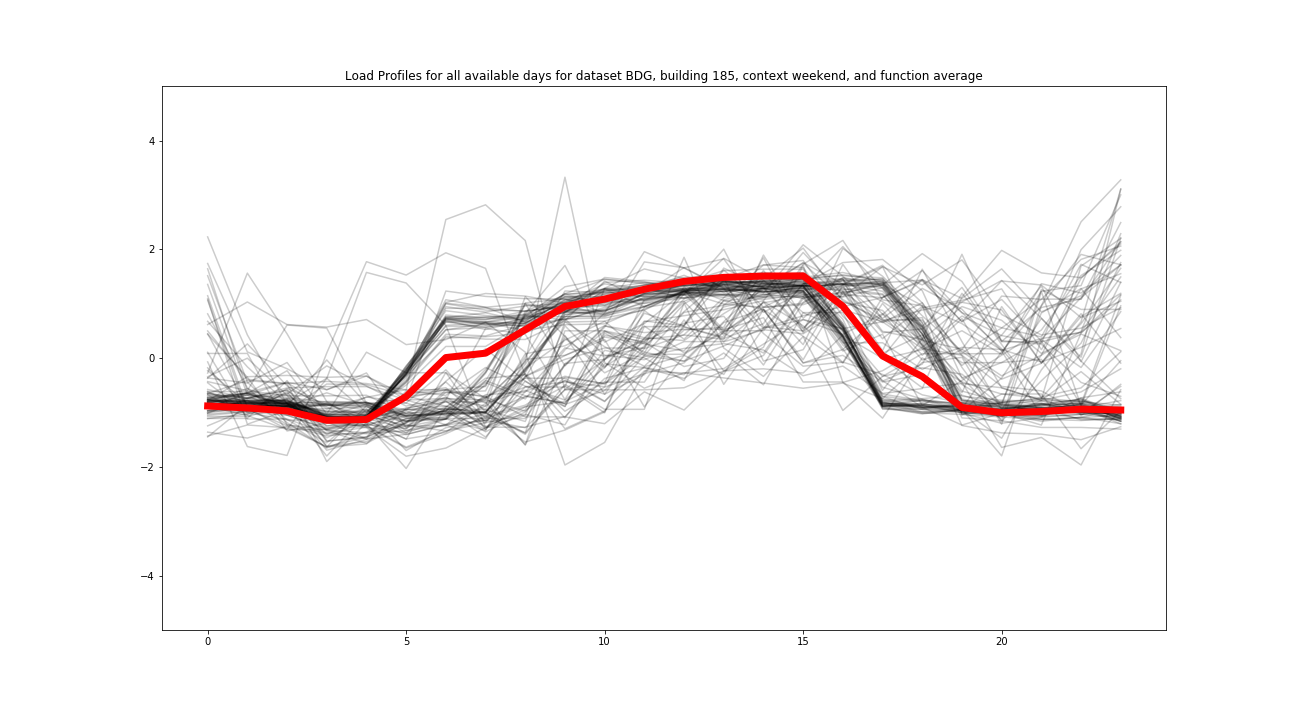 Load Profiles for all available days for dataset BDG, building 185, context weekend, and function average
4
2
0
−2
−4
0 5 10 15 20